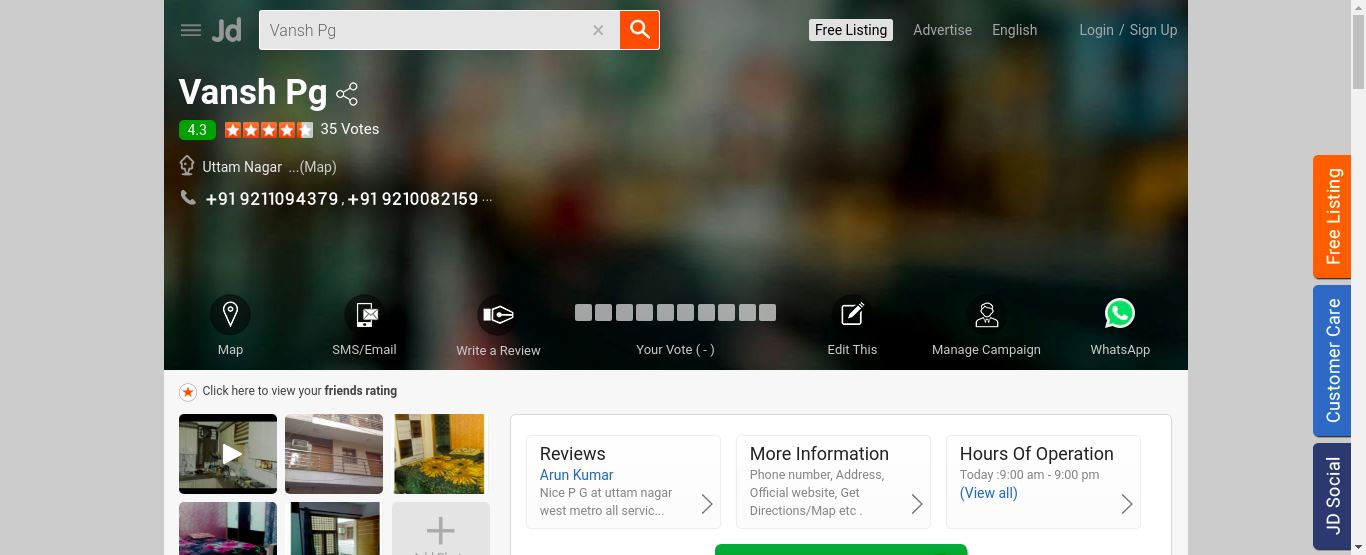 Jd
Vansh Pg
Free Listing
Advertise
English
Login / Sign Up
Vansh Pg
4.3
35 Votes
Uttam Nagar ...(Map)
+91 9211094379 , +91 9210082159 ...
Map
SMS/Email
Write a Review
Your Vote ( - )
Edit This
Manage Campaign
WhatsApp
Click here to view your friends rating
Reviews
Arun Kumar
Nice P G at uttam nagar
west metro all servic...
More Information
Phone number, Address,
Official website, Get
Directions/Map etc .
Hours Of Operation
Today :9:00 am - 9:00 pm
(View all)
Free Listing
Customer Care
JD Social